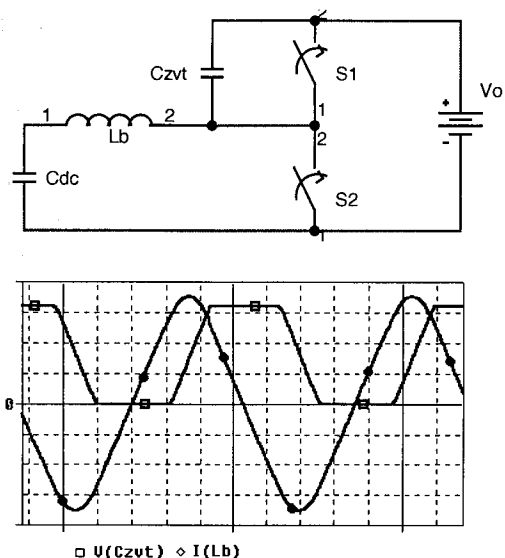 Czvt
S1
+
Vo
1
1
2
Lb
2
-
Cdc
S2
1
0
□ V(Czvt) ◇ I(Lb)